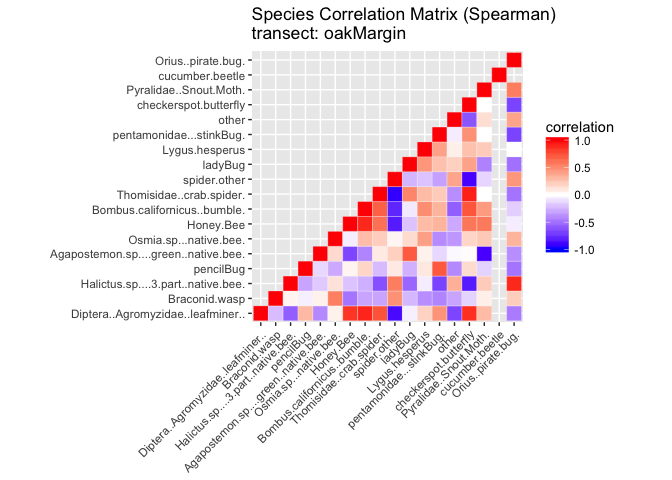 Species Correlation Matrix (Spearman)
transect: oakMargin
Orius..pirate.bug.
cucumber.beetle
Pyralidae..Snout.Moth.
checkerspot.butterfly
other
pentamonidae...stinkBug.
Lygus.hesperus
ladyBug
spider.other
Thomisidae..crab.spider.
Bombus.californicus..bumble.
Honey.Bee
Osmia.sp...native.bee.
Agapostemon.sp....green..native.bee.
pencilBug
Halictus.sp....3.part..native.bee.
Braconid.wasp
Diptera..Agromyzidae..leafminer..
Diptera..Agromyzidae..leafminer..
Braconid.wasp
Halictus.sp....3.part..native.bee.
pencilBug
Agapostemon.sp....green..native.bee.
Osmia.sp...native.bee.
Honey.Bee
Bombus.californicus..bumble.
Thomisidae..crab.spider.
spider.other
ladyBug
Lygus.hesperus
pentamonidae...stinkBug.
other
checkerspot.butterfly
Pyralidae..Snout.Moth.
cucumber.beetle
Orius..pirate.bug.
correlation
1.0
0.5
0.0
-0.5
-1.0